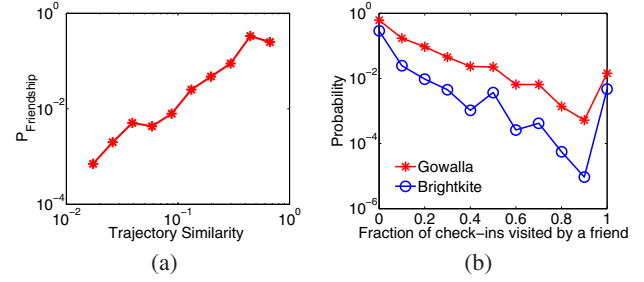 10^0
10^-2
10^-4
P_Friendship
10^-2
10^-1
10^0
Trajectory Similarity
(a)
10^0
10^-2
10^-4
10^-6
Probability
Gowalla
Brightkite
0 0.2 0.4 0.6 0.8 1
Fraction of check-ins visited by a friend
(b)